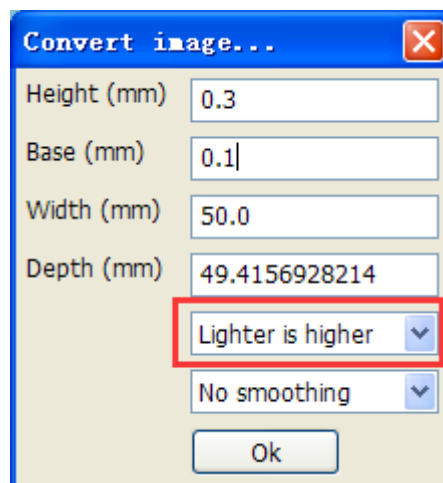 Convert image...
Height (mm) 0.3
Base (mm) 0.1
Width (mm) 50.0
Depth (mm) 49.4156928214
Lighter is higher
No smoothing
Ok